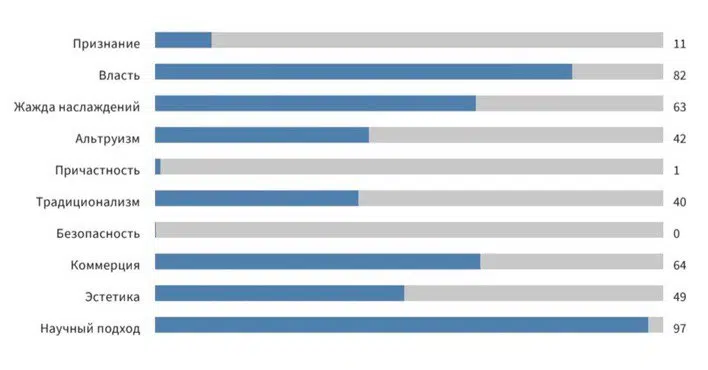 Признание 11
Власть 82
Жажда наслаждений 63
Альтруизм 42
Причастность 1
Традиционализм 40
Безопасность 0
Коммерция 64
Эстетика 49
Научный подход 97